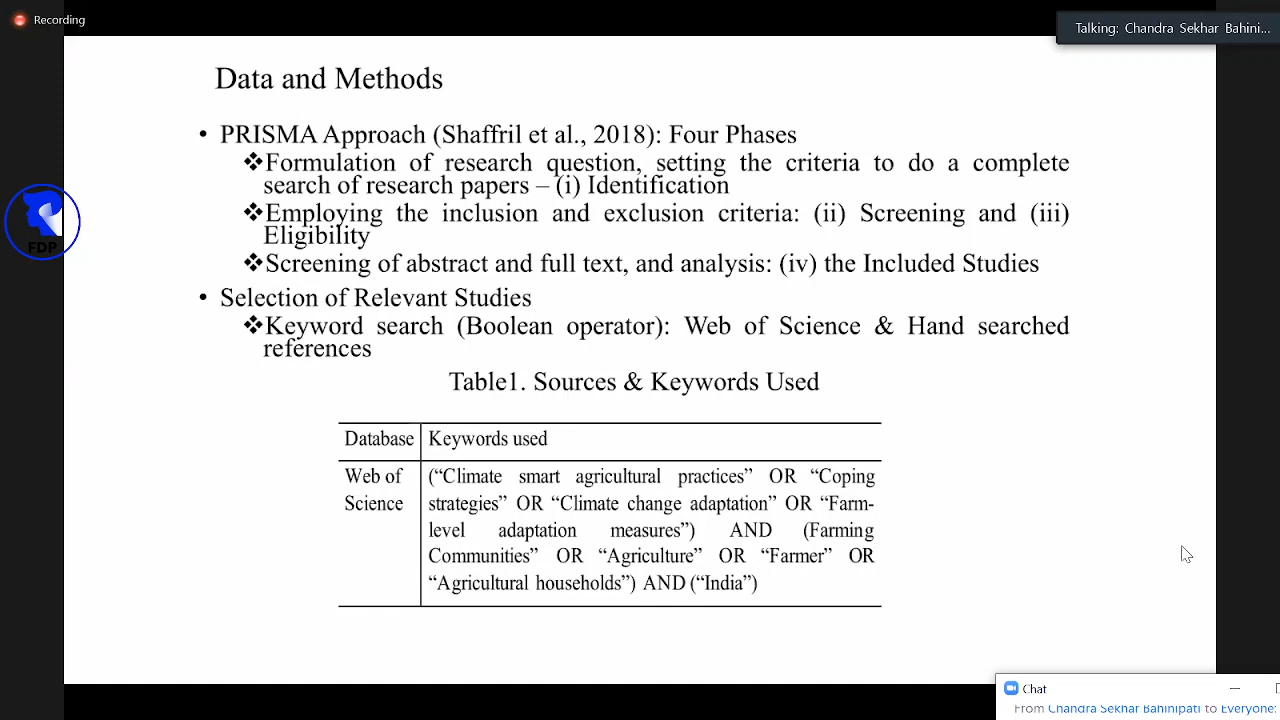 Recording
Talking: Chandra Sekhar Bahini...
Data and Methods
• PRISMA Approach (Shaffril et al., 2018): Four Phases
❖Formulation of research question, setting the criteria to do a complete
search of research papers – (i) Identification
❖Employing the inclusion and exclusion criteria: (ii) Screening and (iii)
Eligibility
❖Screening of abstract and full text, and analysis: (iv) the Included Studies
• Selection of Relevant Studies
❖Keyword search (Boolean operator): Web of Science & Hand searched
references
FDP
Table1. Sources & Keywords Used
Database Keywords used
Web of
Science
(“Climate smart agricultural practices” OR “Coping
strategies” OR “Climate change adaptation” OR “Farm-
level adaptation measures”) AND (Farming
Communities” OR “Agriculture” OR “Farmer” OR
“Agricultural households”) AND (“India”)
Chat
From Chandra Sekhar Bahinipati to Everyone: